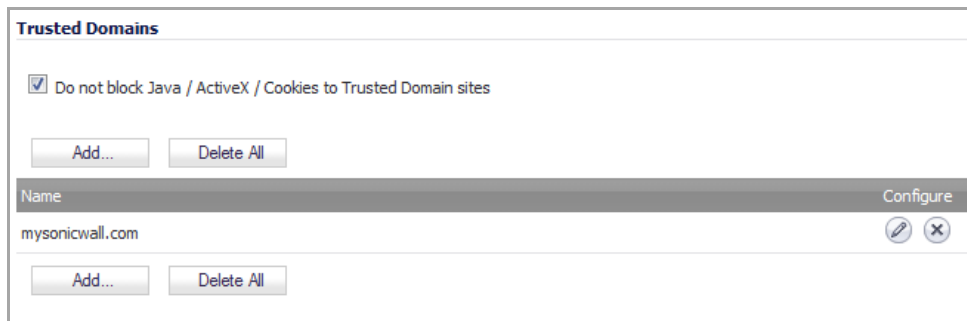 Trusted Domains
Do not block Java / ActiveX / Cookies to Trusted Domain sites
Add... Delete All
Name Configure
mysonicwall.com
Add... Delete All